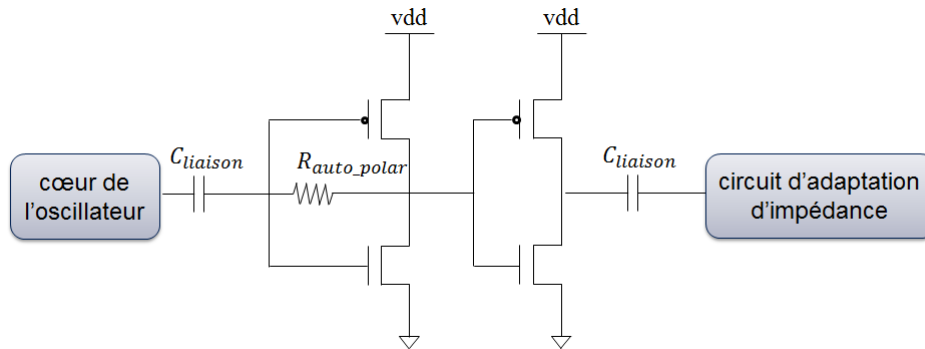 vdd
vdd
C_liaison
R_auto_polar
C_liaison
cœur de
l'oscillateur
circuit d'adaptation
d'impédance